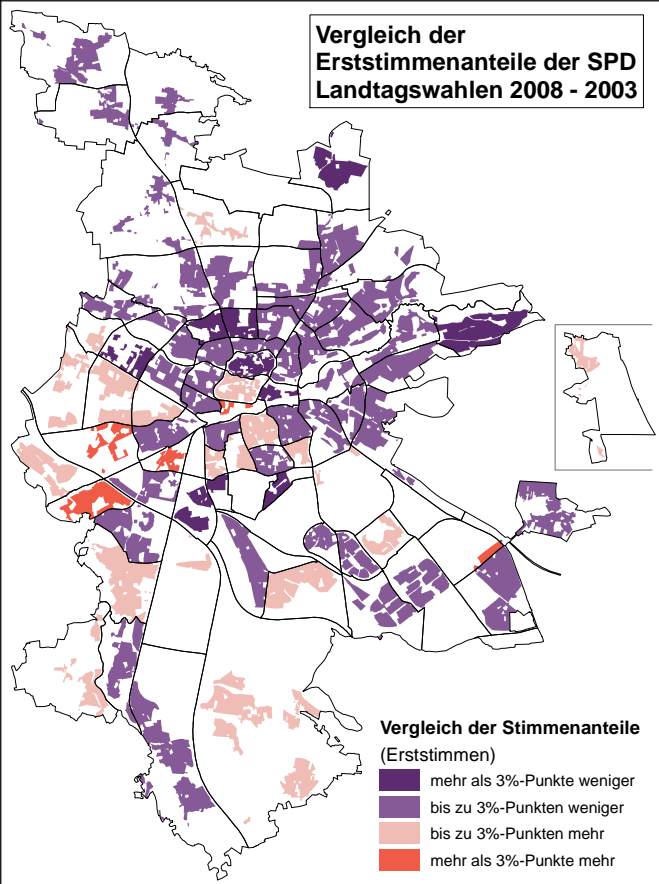 Vergleich der
Erststimmenanteile der SPD
Landtagswahlen 2008 - 2003
Vergleich der Stimmenanteile
(Erststimmen)
mehr als 3%-Punkte weniger
bis zu 3%-Punkten weniger
bis zu 3%-Punkten mehr
mehr als 3%-Punkte mehr